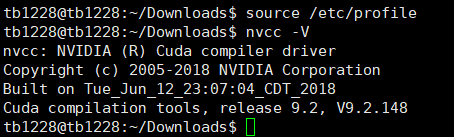 tb1228@tb1228:~/Downloads$ source /etc/profile
tb1228@tb1228:~/Downloads$ nvcc -V
nvcc: NVIDIA (R) Cuda compiler driver
Copyright (c) 2005-2018 NVIDIA Corporation
Built on Tue_Jun_12_23:07:04_CDT_2018
Cuda compilation tools, release 9.2, V9.2.148
tb1228@tb1228:~/Downloads$